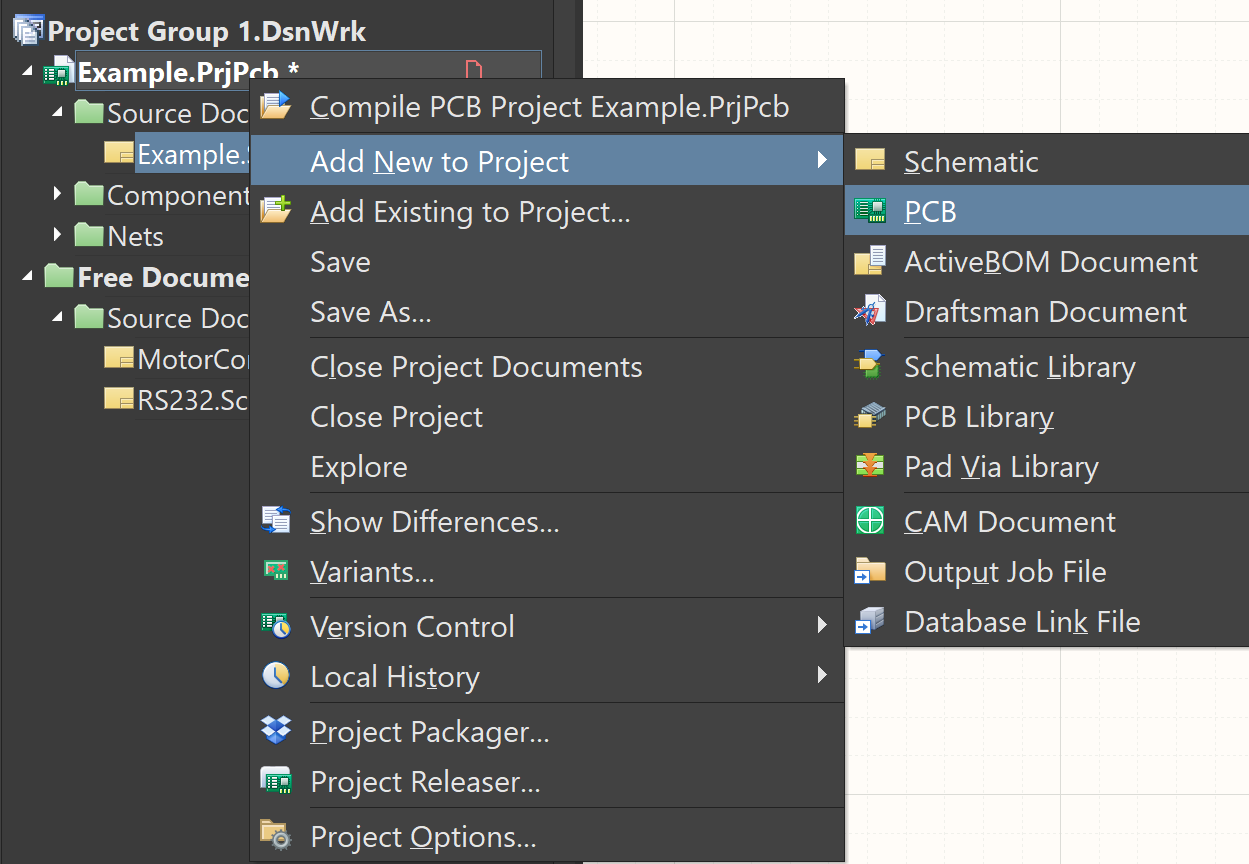 Project Group 1.DsnWrk
Example.PrjPcb *
Source Doc
Example.
Component
Nets
Free Docume
Source Doc
MotorCo
RS232.Sc
Compile PCB Project Example.PrjPcb
Add New to Project
Add Existing to Project...
Save
Save As...
Close Project Documents
Close Project
Explore
Show Differences...
Variants...
Version Control
Local History
Project Packager...
Project Releaser...
Project Options...
Schematic
PCB
ActiveBOM Document
Draftsman Document
Schematic Library
PCB Library
Pad Via Library
CAM Document
Output Job File
Database Link File